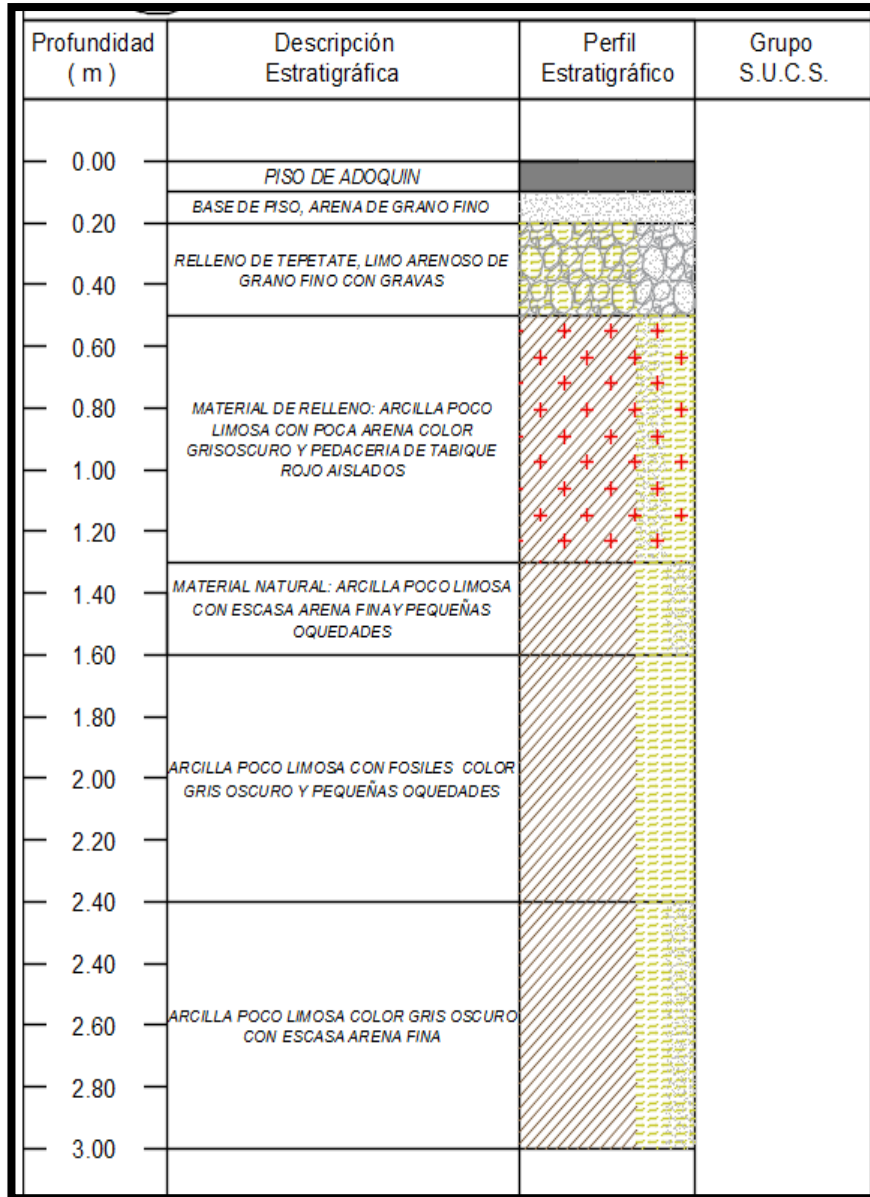 Profundidad
( m )
Descripción
Estratigráfica
Perfil
Estratigráfico
Grupo
S.U.C.S.
0.00
PISO DE ADOQUIN
BASE DE PISO, ARENA DE GRANO FINO
0.20
RELLENO DE TEPETATE, LIMO ARENOSO DE
GRANO FINO CON GRAVAS
0.40
0.60
0.80
MATERIAL DE RELLENO: ARCILLA POCO
LIMOSA CON POCA ARENA COLOR
GRISOSCURO Y PEDACERIA DE TABIQUE
ROJO AISLADOS
1.00
1.20
1.40
MATERIAL NATURAL: ARCILLA POCO LIMOSA
CON ESCASA ARENA FINA Y PEQUEÑAS
OQUEDADES
1.60
1.80
ARCILLA POCO LIMOSA CON FOSILES COLOR
GRIS OSCURO Y PEQUEÑAS OQUEDADES
2.00
2.20
2.40
2.40
ARCILLA POCO LIMOSA COLOR GRIS OSCURO
CON ESCASA ARENA FINA
2.60
2.80
3.00